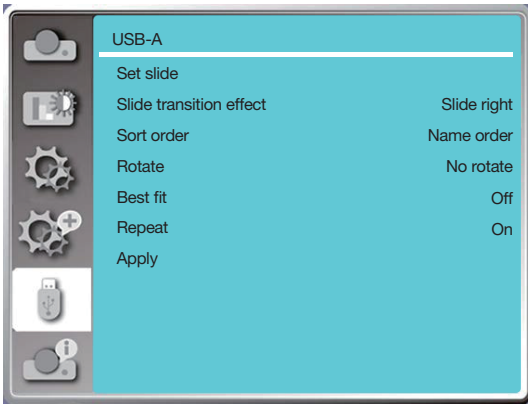 USB-A
Set slide
Slide transition effect Slide right
Sort order Name order
Rotate No rotate
Best fit Off
Repeat On
Apply